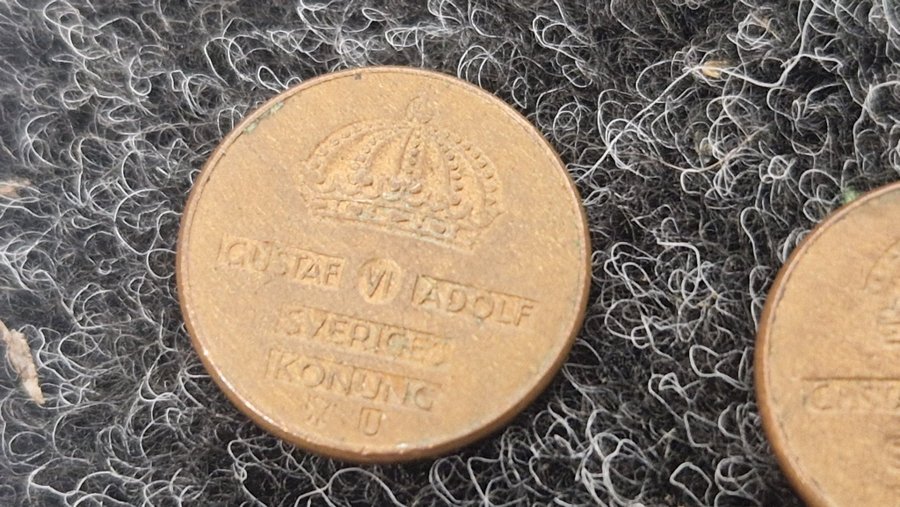 GUSTAF VI ADOLF
SVERIGES
KONUNG
U